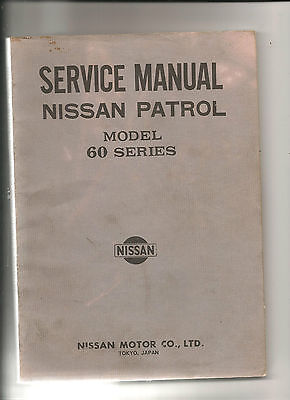 SERVICE MANUAL
NISSAN PATROL
MODEL
60 SERIES
NISSAN
NISSAN MOTOR CO., LTD.
TOKYO, JAPAN